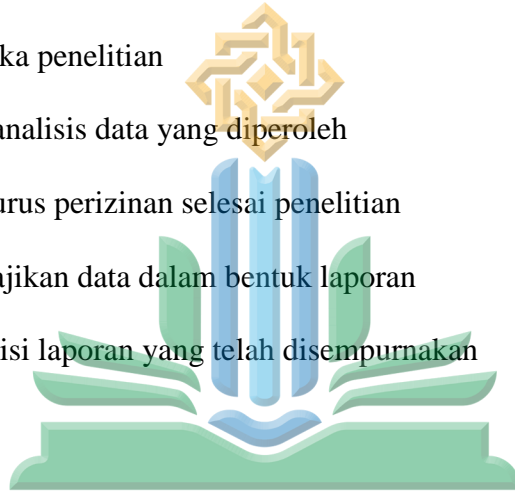 ka penelitian
analisis data yang diperoleh
urus perizinan selesai penelitian
ajikan data dalam bentuk laporan
isi laporan yang telah disempurnakan